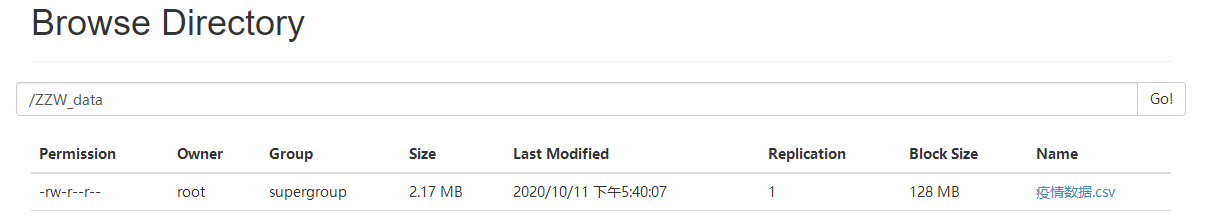 Browse Directory
/ZZW_data Go!
Permission Owner Group Size Last Modified Replication Block Size Name
-rw-r--r-- root supergroup 2.17 MB 2020/10/11 下午5:40:07 1 128 MB 疫情数据.csv